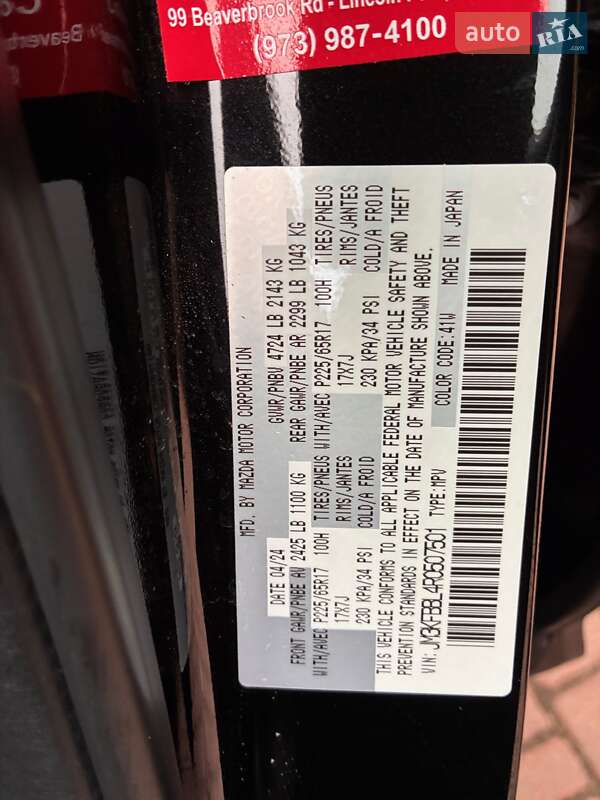 99 Beaverbrook Rd - Lincoln
(973) 987-4100
auto RIA
.com
MFD. BY MAZDA MOTOR CORPORATION
DATE 04/24 GVWR/PNBV 4724 LB 2143 KG
FRONT GAWR/PNBE AV 2425 LB 1100 KG REAR GAWR/PNBE AR 2299 LB 1043 KG
WITH/AVEC P225/65R17 100H TIRES/PNEUS WITH/AVEC P225/65R17 100H TIRES/PNEUS
17X7J RIMS/JANTES 17X7J RIMS/JANTES
230 KPA/34 PSI COLD/A FROID 230 KPA/34 PSI COLD/A FROID
THIS VEHICLE CONFORMS TO ALL APPLICABLE FEDERAL MOTOR VEHICLE SAFETY AND THEFT
PREVENTION STANDARDS IN EFFECT ON THE DATE OF MANUFACTURE SHOWN ABOVE.
VIN: JM3KFBBL4R0507501 TYPE:MPV COLOR CODE:41W MADE IN JAPAN